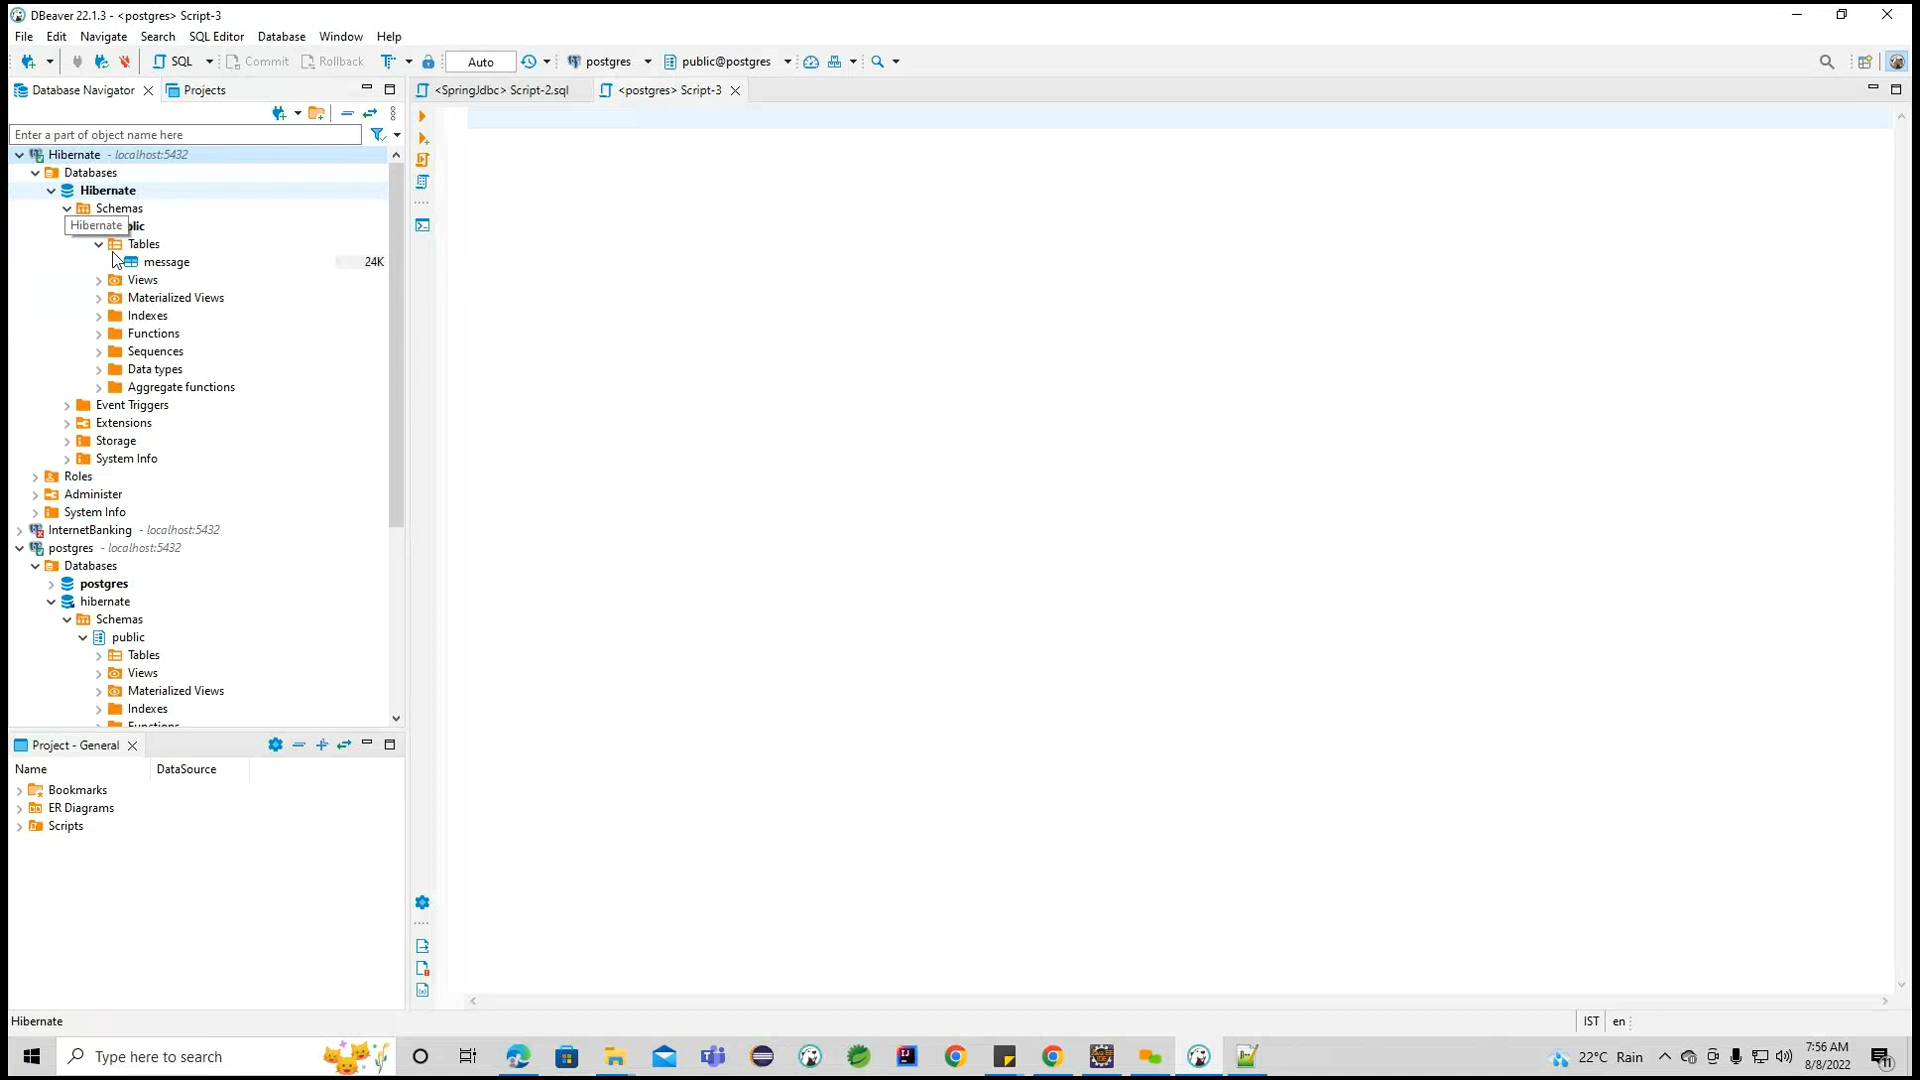 DBeaver 22.1.3 - <postgres> Script-3
File Edit Navigate Search SQL Editor Database Window Help
SQL Commit Rollback Auto postgres public@postgres
Database Navigator Projects <SpringJdbc> Script-2.sql <postgres> Script-3
Enter a part of object name here
Hibernate - localhost:5432
Databases
Hibernate
Schemas
Hibernate blic
Tables
message 24K
Views
Materialized Views
Indexes
Functions
Sequences
Data types
Aggregate functions
Event Triggers
Extensions
Storage
System Info
Roles
Administer
System Info
InternetBanking - localhost:5432
postgres - localhost:5432
Databases
postgres
hibernate
Schemas
public
Tables
Views
Materialized Views
Indexes
Functions
Project - General
Name DataSource
Bookmarks
ER Diagrams
Scripts
Hibernate IST en
Type here to search 22°C Rain 7:56 AM
8/8/2022 11